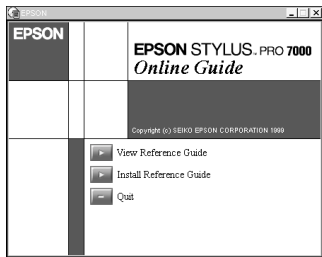 EPSON
EPSON
EPSON STYLUS. PRO 7000
Online Guide
Copyright (c) SEIKO EPSON CORPORATION 1999
View Reference Guide
Install Reference Guide
Quit